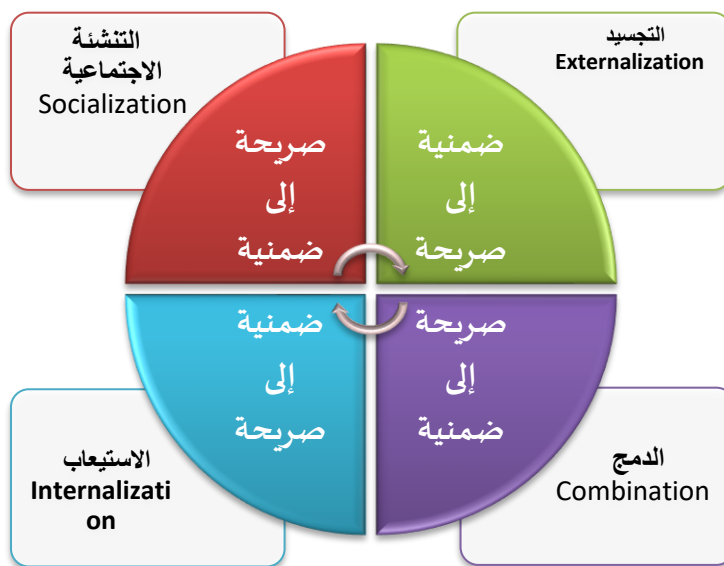 التنشئة
الاجتماعية
Socialization
التجسيد
Externalization
صريحة
إلى
ضمنية
ضمنية
إلى
صريحة
ضمنية
إلى
صريحة
صريحة
إلى
ضمنية
الاستيعاب
Internalizati
on
الدمج
Combination